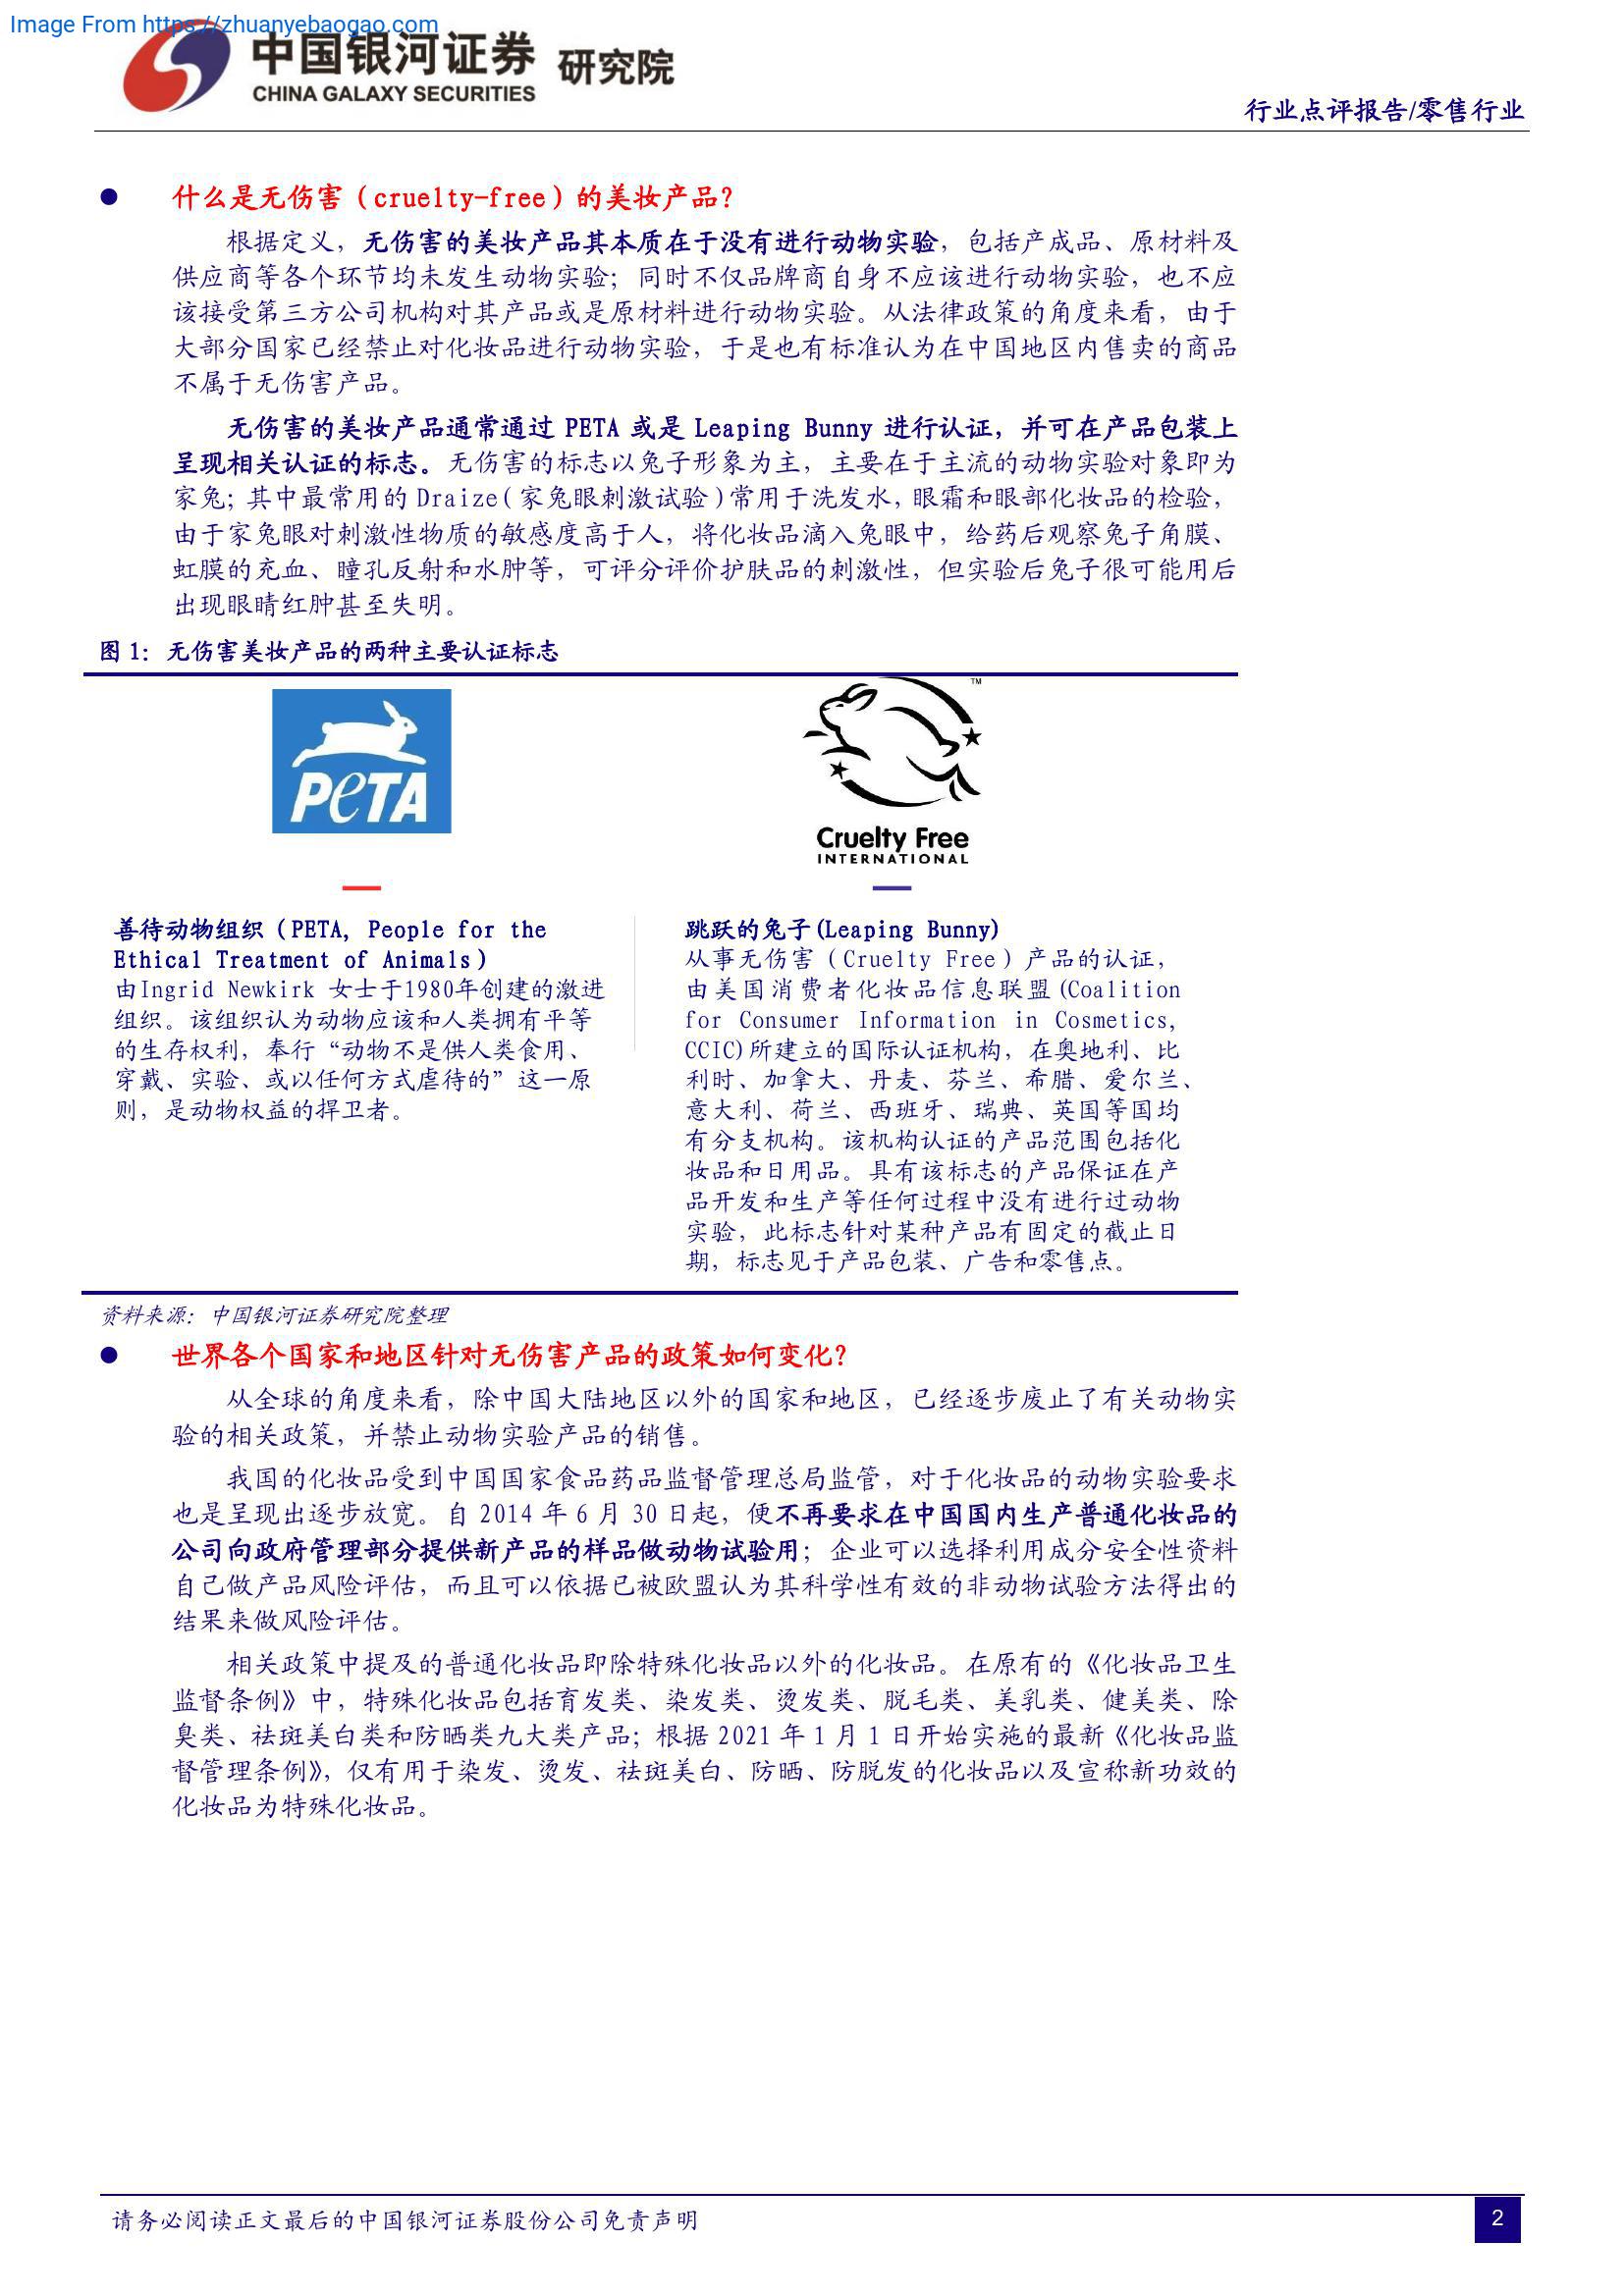 Image From https://zhuanyebaogao.com
中国银河证券 研究院
CHINA GALAXY SECURITIES
行业点评报告/零售行业
● 什么是无伤害（cruelty-free）的美妆产品？
根据定义，无伤害的美妆产品其本质在于没有进行动物实验，包括产成品、原材料及
供应商等各个环节均未发生动物实验；同时不仅品牌商自身不应该进行动物实验，也不应
该接受第三方公司机构对其产品或是原材料进行动物实验。从法律政策的角度来看，由于
大部分国家已经禁止对化妆品进行动物实验，于是也有标准认为在中国地区内售卖的商品
不属于无伤害产品。
无伤害的美妆产品通常通过 PETA 或是 Leaping Bunny 进行认证，并可在产品包装上
呈现相关认证的标志。无伤害的标志以兔子形象为主，主要在于主流的动物实验对象即为
家兔；其中最常用的 Draize（家兔眼刺激试验）常用于洗发水，眼霜和眼部化妆品的检验，
由于家兔眼对刺激性物质的敏感度高于人，将化妆品滴入兔眼中，给药后观察兔子角膜、
虹膜的充血、瞳孔反射和水肿等，可评分评价护肤品的刺激性，但实验后兔子很可能用后
出现眼睛红肿甚至失明。
图 1：无伤害美妆产品的两种主要认证标志
PeTA
TM
Cruelty Free
INTERNATIONAL
善待动物组织（PETA, People for the
Ethical Treatment of Animals）
由Ingrid Newkirk 女士于1980年创建的激进
组织。该组织认为动物应该和人类拥有平等
的生存权利，奉行“动物不是供人类食用、
穿戴、实验、或以任何方式虐待的”这一原
则，是动物权益的捍卫者。
跳跃的兔子(Leaping Bunny)
从事无伤害（Cruelty Free）产品的认证，
由美国消费者化妆品信息联盟(Coalition
for Consumer Information in Cosmetics,
CCIC)所建立的国际认证机构，在奥地利、比
利时、加拿大、丹麦、芬兰、希腊、爱尔兰、
意大利、荷兰、西班牙、瑞典、英国等国均
有分支机构。该机构认证的产品范围包括化
妆品和日用品。具有该标志的产品保证在产
品开发和生产等任何过程中没有进行过动物
实验，此标志针对某种产品有固定的截止日
期，标志见于产品包装、广告和零售点。
资料来源：中国银河证券研究院整理
● 世界各个国家和地区针对无伤害产品的政策如何变化？
从全球的角度来看，除中国大陆地区以外的国家和地区，已经逐步废止了有关动物实
验的相关政策，并禁止动物实验产品的销售。
我国的化妆品受到中国国家食品药品监督管理总局监管，对于化妆品的动物实验要求
也是呈现出逐步放宽。自 2014 年 6 月 30 日起，便不再要求在中国国内生产普通化妆品的
公司向政府管理部分提供新产品的样品做动物试验用；企业可以选择利用成分安全性资料
自己做产品风险评估，而且可以依据已被欧盟认为其科学性有效的非动物试验方法得出的
结果来做风险评估。
相关政策中提及的普通化妆品即除特殊化妆品以外的化妆品。在原有的《化妆品卫生
监督条例》中，特殊化妆品包括育发类、染发类、烫发类、脱毛类、美乳类、健美类、除
臭类、祛斑美白类和防晒类九大类产品；根据 2021 年 1 月 1 日开始实施的最新《化妆品监
督管理条例》，仅有用于染发、烫发、祛斑美白、防晒、防脱发的化妆品以及宣称新功效的
化妆品为特殊化妆品。
请务必阅读正文最后的中国银河证券股份公司免责声明
2